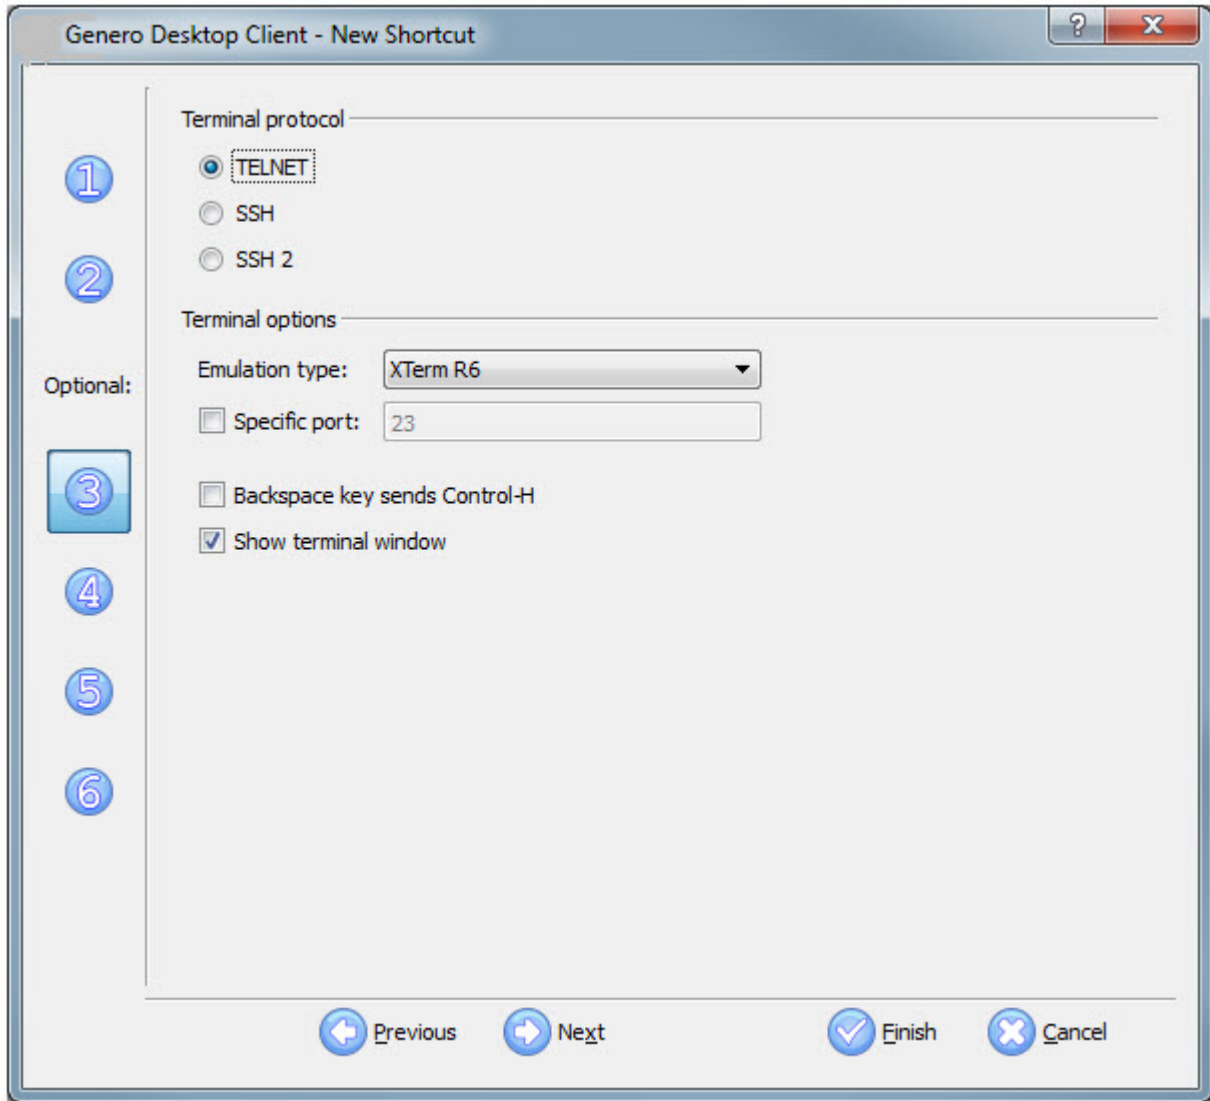 Genero Desktop Client - New Shortcut
?
X
Terminal protocol
1
TELNET
SSH
2
SSH 2
Terminal options
Optional:
Emulation type: XTerm R6
Specific port: 23
3
Backspace key sends Control-H
Show terminal window
4
5
6
Previous Next Finish Cancel